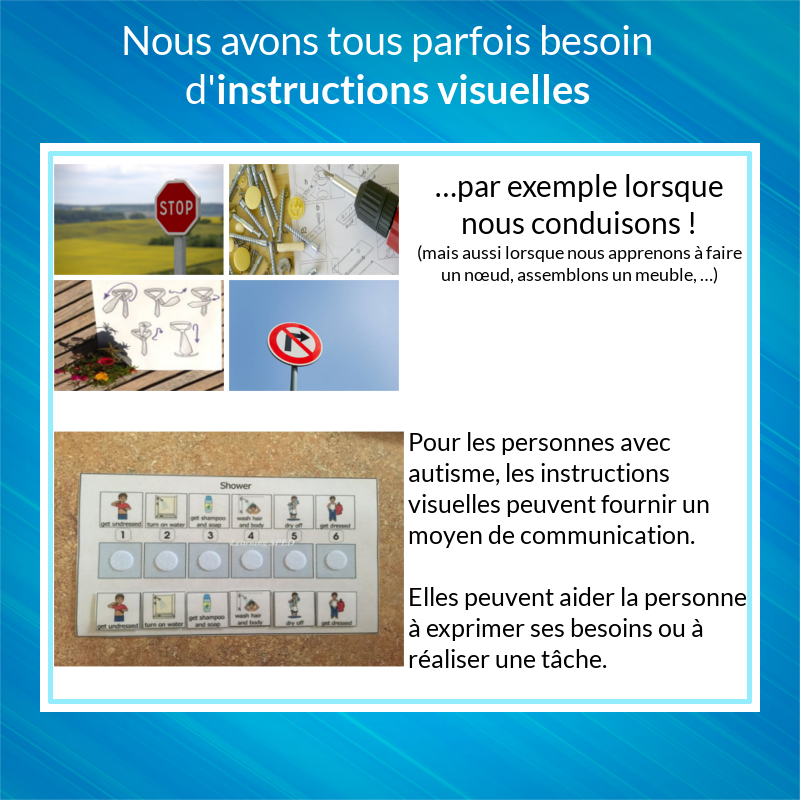 Nous avons tous parfois besoin
d'instructions visuelles
STOP
...par exemple lorsque
nous conduisons !
(mais aussi lorsque nous apprenons à faire
un nœud, assemblons un meuble, ...)
Shower
get undressed turn on water get shampoo and soap wash hair and body dry off get dressed
1 2 3 4 5 6
get undressed turn on water get shampoo and soap wash hair and body dry off get dressed
Pour les personnes avec
autisme, les instructions
visuelles peuvent fournir un
moyen de communication.
Elles peuvent aider la personne
à exprimer ses besoins ou à
réaliser une tâche.